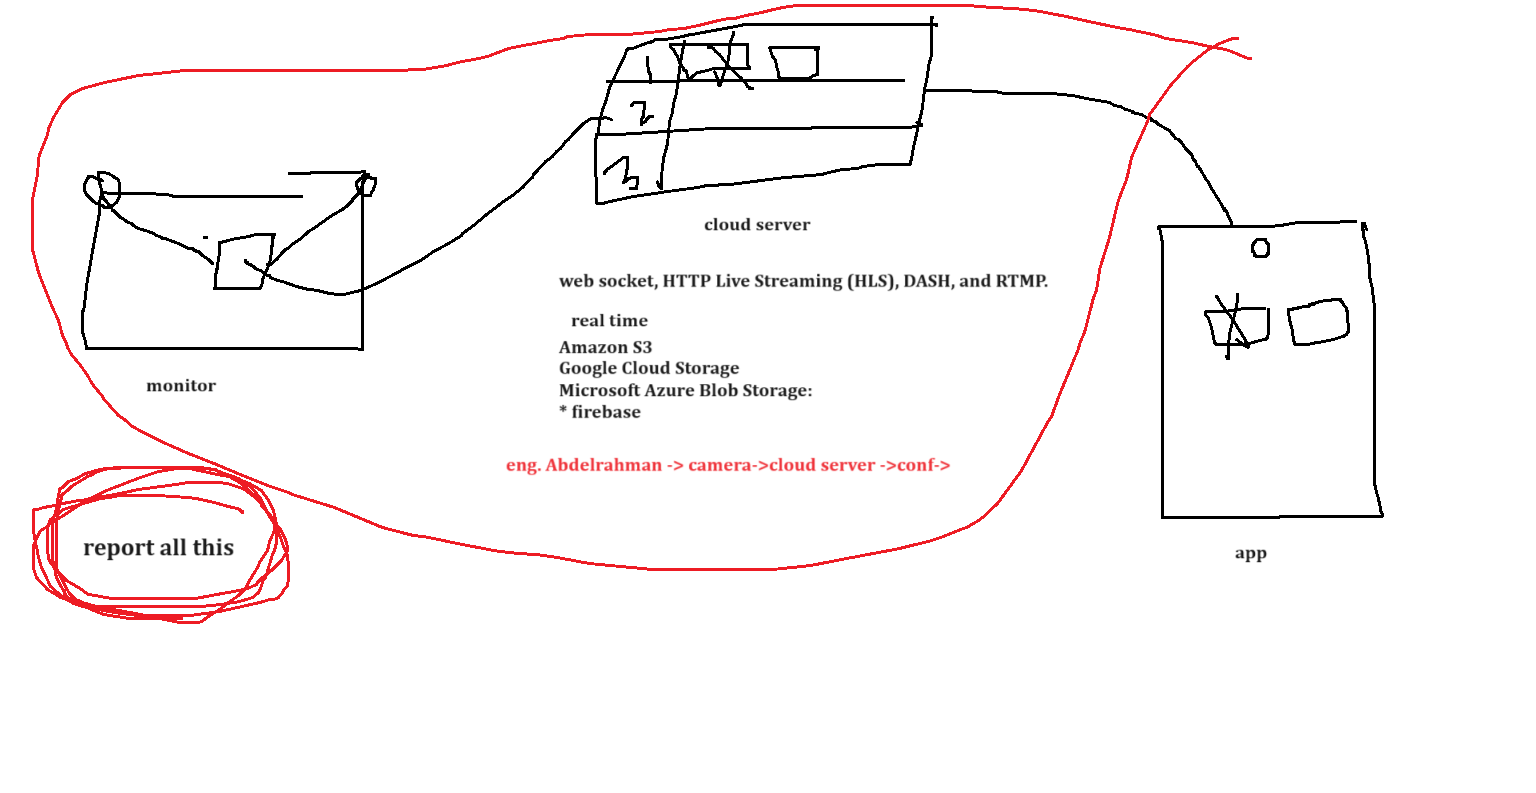 1
2
3
cloud server
web socket, HTTP Live Streaming (HLS), DASH, and RTMP.
real time
Amazon S3
Google Cloud Storage
Microsoft Azure Blob Storage:
* firebase
monitor
eng. Abdelrahman -> camera->cloud server ->conf->
report all this
app